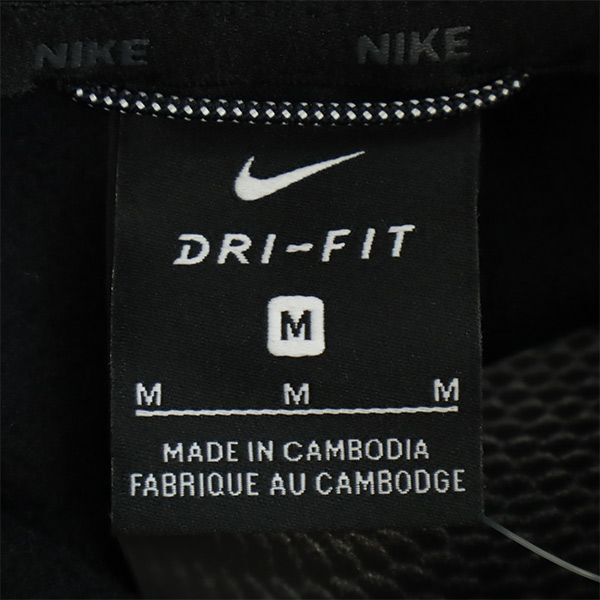 NIKE NIKE
DRI-FIT
M
M M M
MADE IN CAMBODIA
FABRIQUE AU CAMBODGE